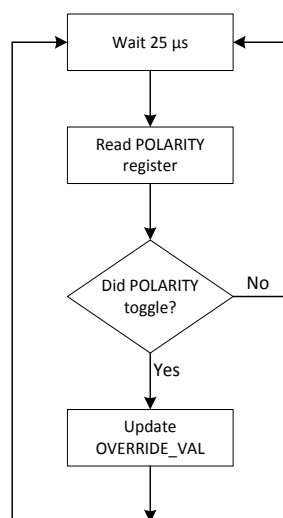 Wait 25 µs
Read POLARITY
register
Did POLARITY
toggle?
No
Yes
Update
OVERRIDE_VAL